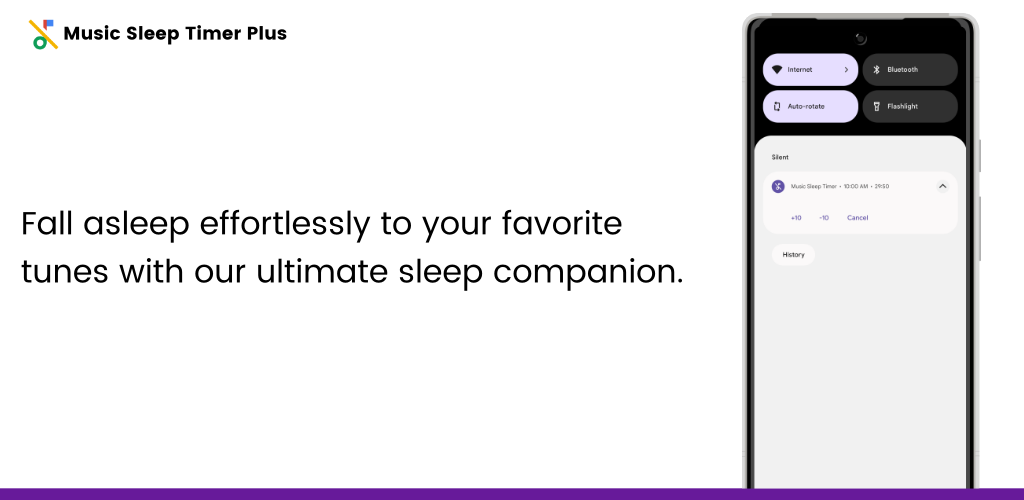 Music Sleep Timer Plus
Fall asleep effortlessly to your favorite
tunes with our ultimate sleep companion.
Internet
Bluetooth
Auto-rotate
Flashlight
Silent
Music Sleep Timer • 10:00 AM • 29:50
+10 -10 Cancel
History